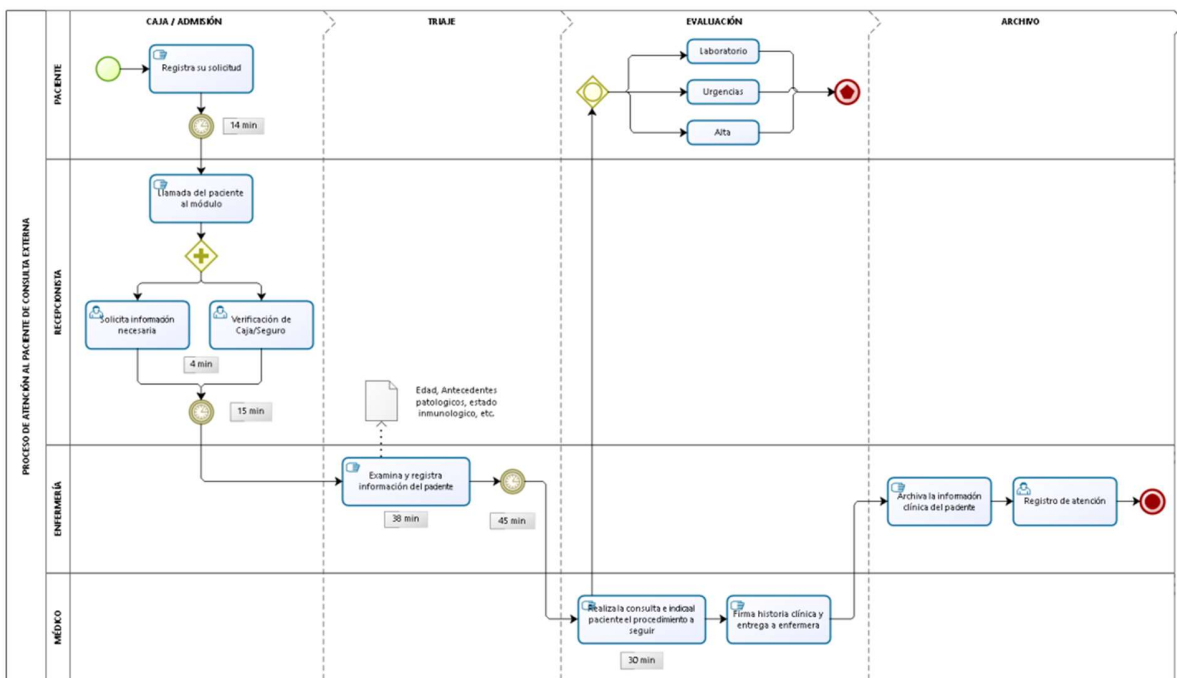 PROCESO DE ATENCIÓN AL PACIENTE DE CONSULTA EXTERNA
CAJA / ADMISIÓN
TRIAJE
EVALUACIÓN
ARCHIVO
PACIENTE
Registra su solicitud
14 min
Laboratorio
Urgencias
Alta
RECEPCIONISTA
Llamada del paciente
al módulo
Solicita información
necesaria
Verificación de
Caja/Seguro
4 min
15 min
Edad, Antecedentes
patologicos, estado
inmunologico, etc.
ENFERMERÍA
Examina y registra
información del paciente
38 min
45 min
Archiva la información
clínica del paciente
Registro de atención
MÉDICO
Realiza la consulta e indica al
paciente el procedimiento a
seguir
30 min
Firma historia clínica y
entrega a enfermera